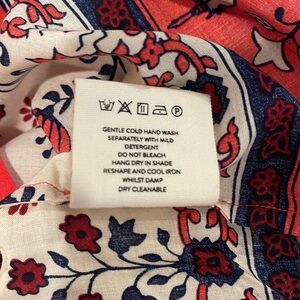 P
GENTLE COLD HAND WASH
SEPARATELY WITH MILD
DETERGENT
DO NOT BLEACH
HANG DRY IN SHADE
RESHAPE AND COOL IRON
WHILST DAMP
DRY CLEANABLE